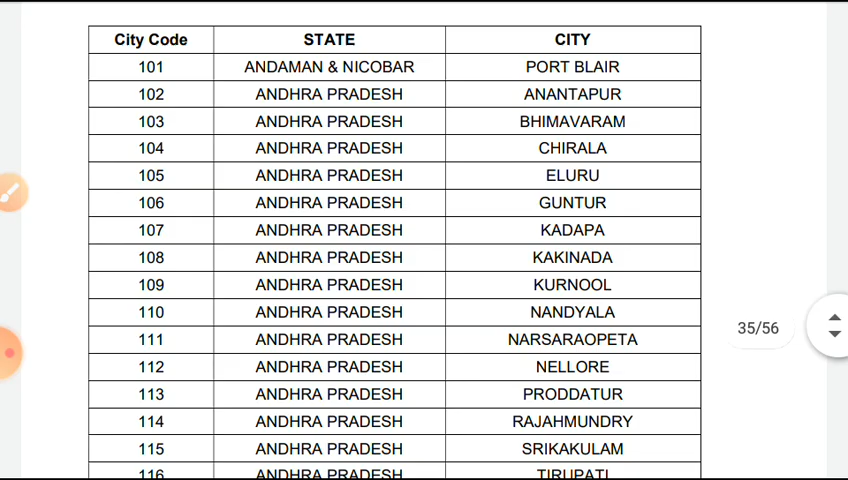 City Code STATE CITY
101 ANDAMAN & NICOBAR PORT BLAIR
102 ANDHRA PRADESH ANANTAPUR
103 ANDHRA PRADESH BHIMAVARAM
104 ANDHRA PRADESH CHIRALA
105 ANDHRA PRADESH ELURU
106 ANDHRA PRADESH GUNTUR
107 ANDHRA PRADESH KADAPA
108 ANDHRA PRADESH KAKINADA
109 ANDHRA PRADESH KURNOOL
110 ANDHRA PRADESH NANDYALA
35/56
111 ANDHRA PRADESH NARSARAOPETA
112 ANDHRA PRADESH NELLORE
113 ANDHRA PRADESH PRODDATUR
114 ANDHRA PRADESH RAJAHMUNDRY
115 ANDHRA PRADESH SRIKAKULAM
116 ANDHRA PRADESH TIRUPATI